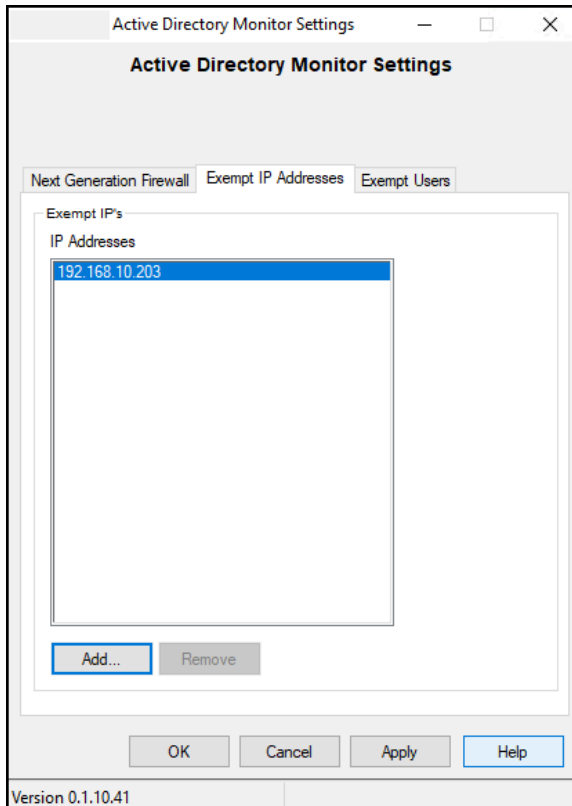 Active Directory Monitor Settings
Active Directory Monitor Settings
Next Generation Firewall Exempt IP Addresses Exempt Users
Exempt IP's
IP Addresses
192.168.10.203
Add... Remove
OK Cancel Apply Help
Version 0.1.10.41